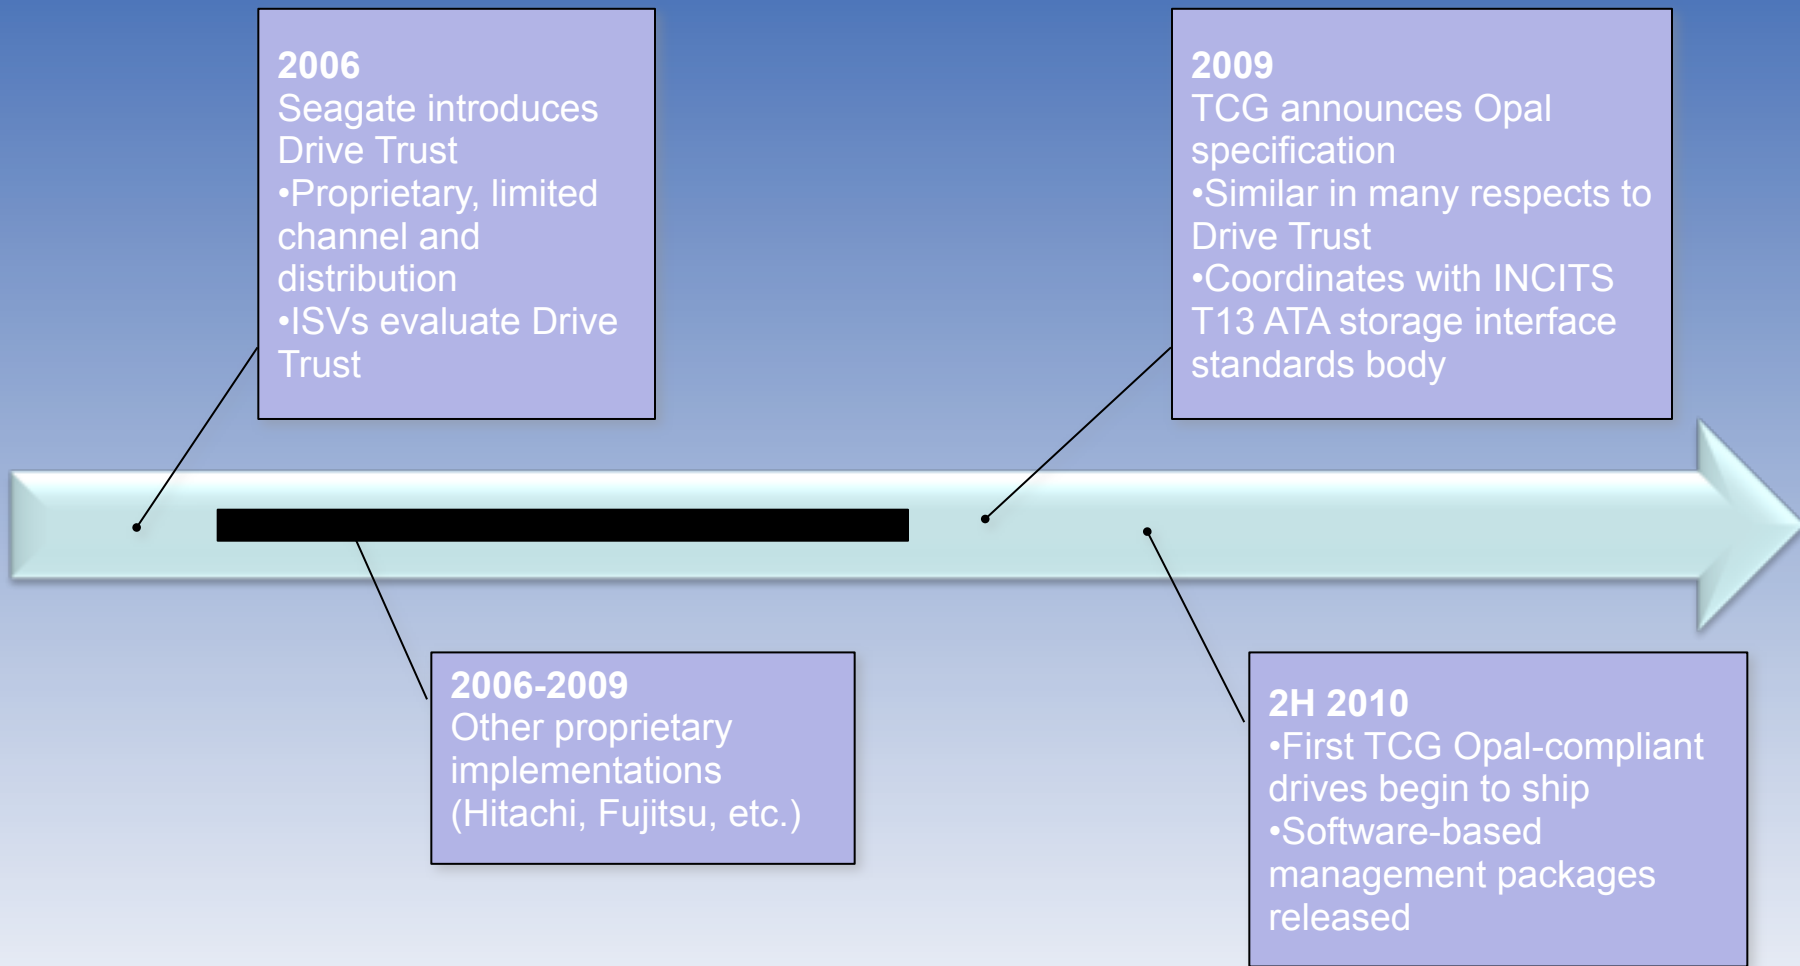 2006
Seagate introduces
Drive Trust
•Proprietary, limited
channel and
distribution
•ISVs evaluate Drive
Trust
2009
TCG announces Opal
specification
•Similar in many respects to
Drive Trust
•Coordinates with INCITS
T13 ATA storage interface
standards body
2006-2009
Other proprietary
implementations
(Hitachi, Fujitsu, etc.)
2H 2010
•First TCG Opal-compliant
drives begin to ship
•Software-based
management packages
released